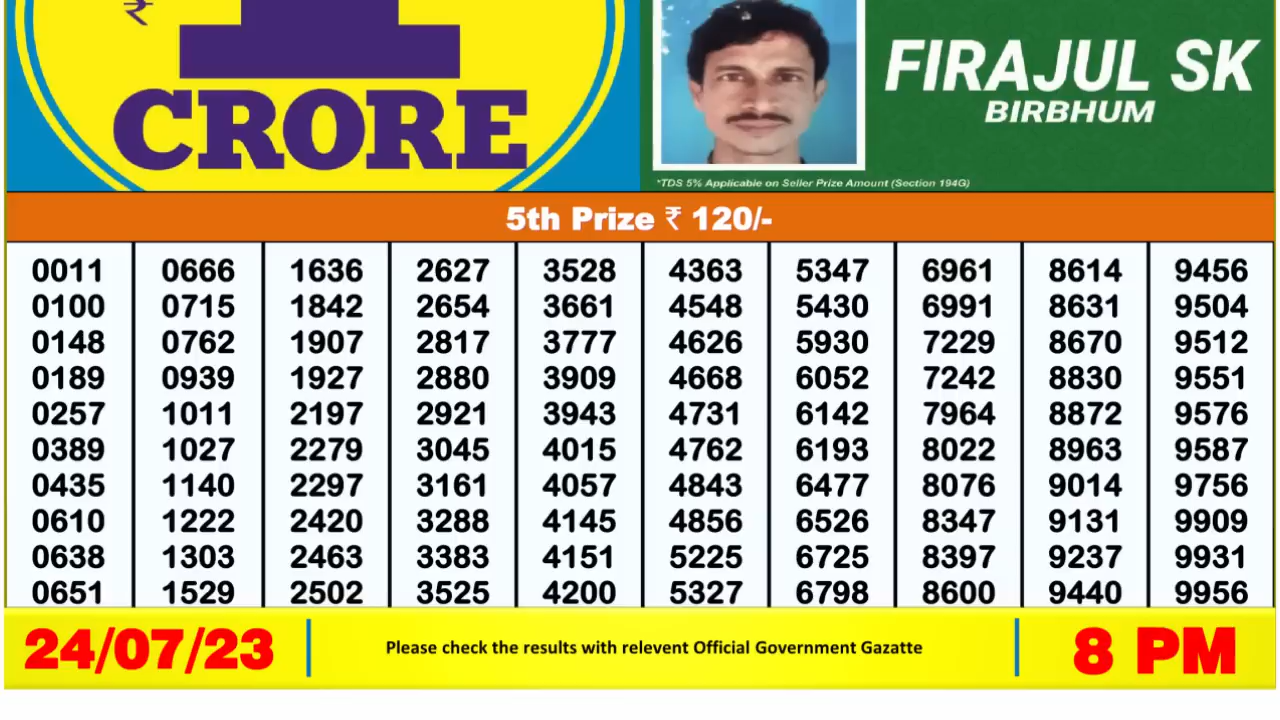 ₹ 1
CRORE
FIRAJUL SK
BIRBHUM
*TDS 5% Applicable on Seller Prize Amount (Section 194G)
5th Prize ₹ 120/-
0011 0666 1636 2627 3528 4363 5347 6961 8614 9456
0100 0715 1842 2654 3661 4548 5430 6991 8631 9504
0148 0762 1907 2817 3777 4626 5930 7229 8670 9512
0189 0939 1927 2880 3909 4668 6052 7242 8830 9551
0257 1011 2197 2921 3943 4731 6142 7964 8872 9576
0389 1027 2279 3045 4015 4762 6193 8022 8963 9587
0435 1140 2297 3161 4057 4843 6477 8076 9014 9756
0610 1222 2420 3288 4145 4856 6526 8347 9131 9909
0638 1303 2463 3383 4151 5225 6725 8397 9237 9931
0651 1529 2502 3525 4200 5327 6798 8600 9440 9956
24/07/23
Please check the results with relevent Official Government Gazatte
8 PM